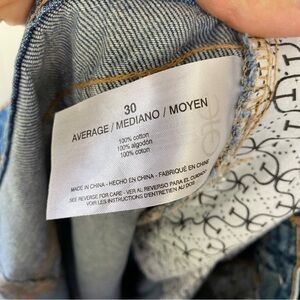 30
AVERAGE / MEDIANO / MOYEN
100% cotton
100% algodón
100% coton
MADE IN CHINA - HECHO EN CHINA - FABRIQUÉ EN CHINE
SEE REVERSE FOR CARE - VER AL REVERSO PARA EL CUIDADO
VOIR LES INSTRUCTIONS D'ENTRETIEN AU DOS